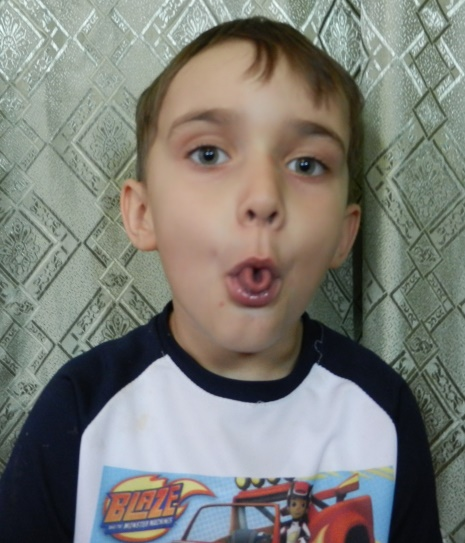 BLAZE
AND THE MONSTER MACHINES